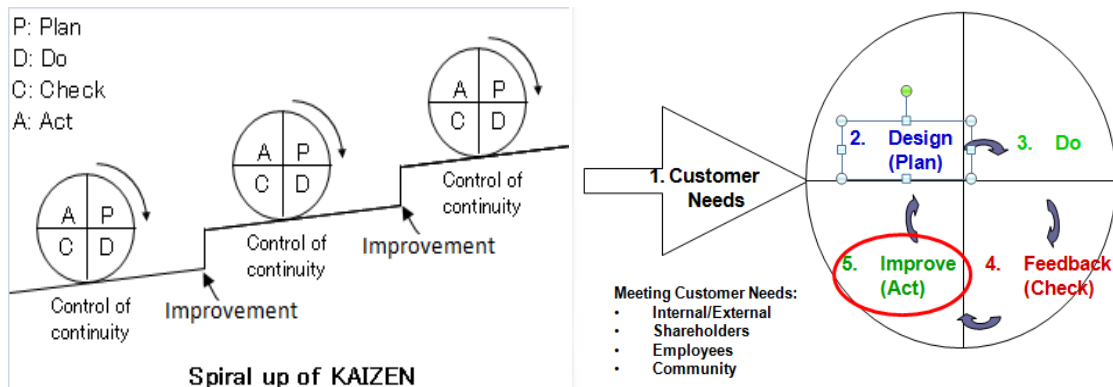 P: Plan
D: Do
C: Check
A: Act
A P
C D
Control of
continuity
Improvement
A P
C D
Control of
continuity
Improvement
A P
C D
Control of
continuity
Spiral up of KAIZEN
1. Customer
Needs
2. Design
(Plan)
3. Do
4. Feedback
(Check)
5. Improve
(Act)
Meeting Customer Needs:
• Internal/External
• Shareholders
• Employees
• Community